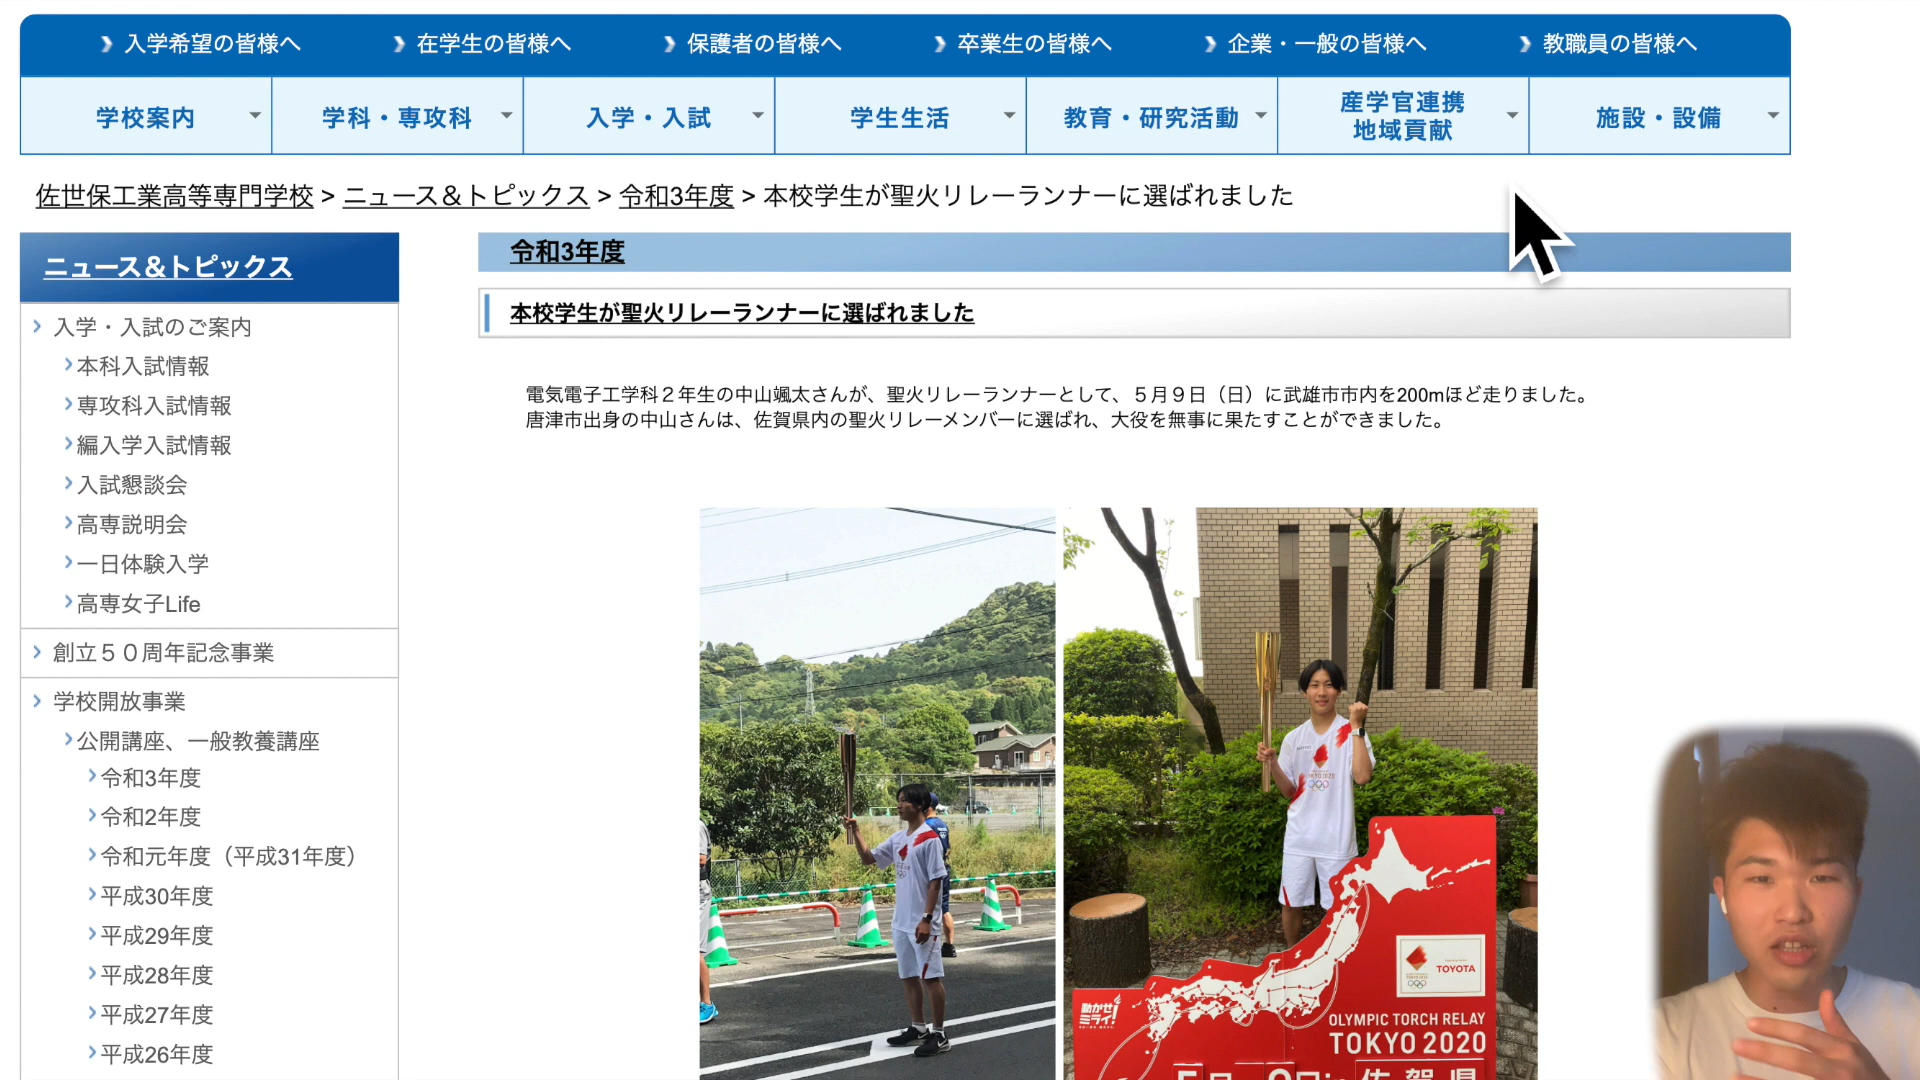 入学希望の皆様へ
在学生の皆様へ
保護者の皆様へ
卒業生の皆様へ
企業・一般の皆様へ
教職員の皆様へ
学校案内
学科・専攻科
入学・入試
学生生活
教育・研究活動
産学官連携
地域貢献
施設・設備
佐世保工業高等専門学校 > ニュース＆トピックス > 令和3年度 > 本校学生が聖火リレーランナーに選ばれました
ニュース＆トピックス
入学・入試のご案内
本科入試情報
専攻科入試情報
編入学入試情報
入試懇談会
高専説明会
一日体験入学
高専女子Life
創立５０周年記念事業
学校開放事業
公開講座、一般教養講座
令和3年度
令和2年度
令和元年度（平成31年度）
平成30年度
平成29年度
平成28年度
平成27年度
平成26年度
令和3年度
本校学生が聖火リレーランナーに選ばれました
電気電子工学科２年生の中山颯太さんが、聖火リレーランナーとして、５月９日（日）に武雄市市内を200mほど走りました。
唐津市出身の中山さんは、佐賀県内の聖火リレーメンバーに選ばれ、大役を無事に果たすことができました。
TOYOTA
動かせ
ミライ!
OLYMPIC TORCH RELAY
TOKYO 2020